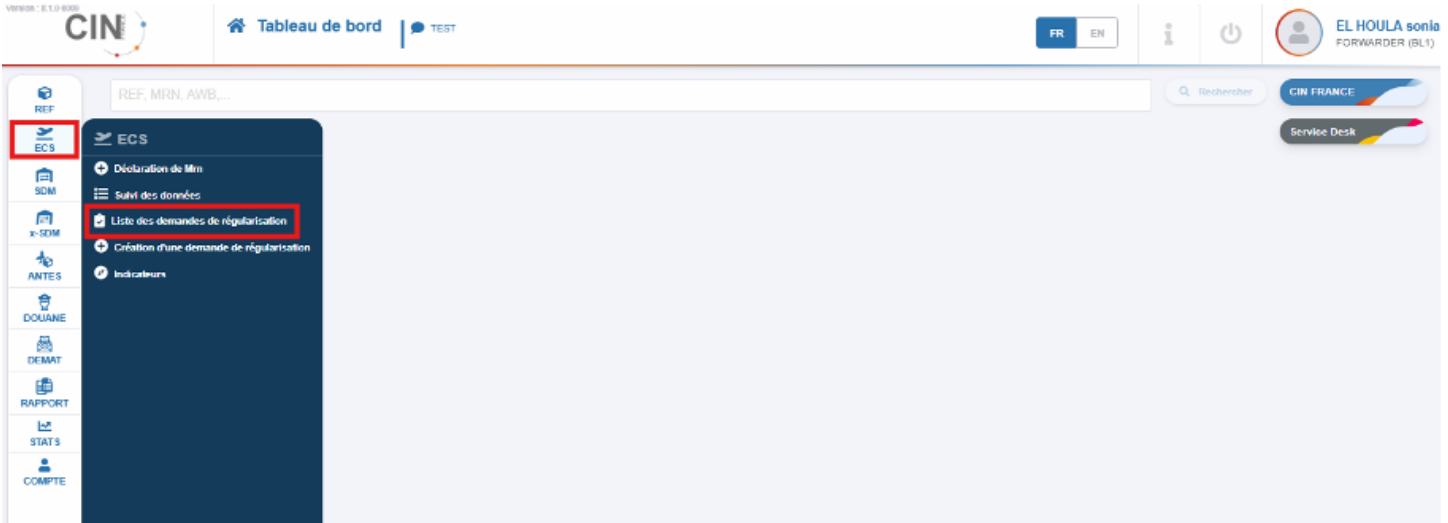 Version : 8.1.0-6000
CIN
Tableau de bord
TEST
FR
EN
EL HOULA sonia
FORWARDER (BL1)
REF
REF, MRN, AWB,...
Rechercher
CIN FRANCE
ECS
ECS
Service Desk
Déclaration de Mrn
SDM
Suivi des données
Liste des demandes de régularisation
x-SDM
Création d'une demande de régularisation
ANTES
Indicateurs
DOUANE
DEMAT
RAPPORT
STATS
COMPTE